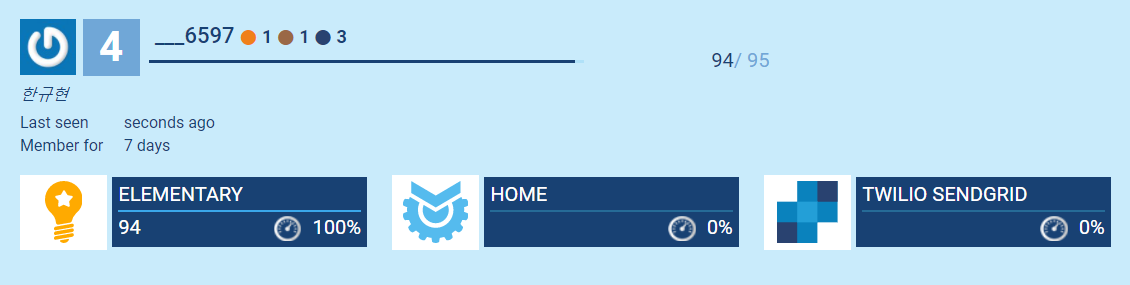 4 ___6597 1 1 3
94/ 95
한규현
Last seen seconds ago
Member for 7 days
ELEMENTARY
94 100%
HOME
0%
TWILIO SENDGRID
0%